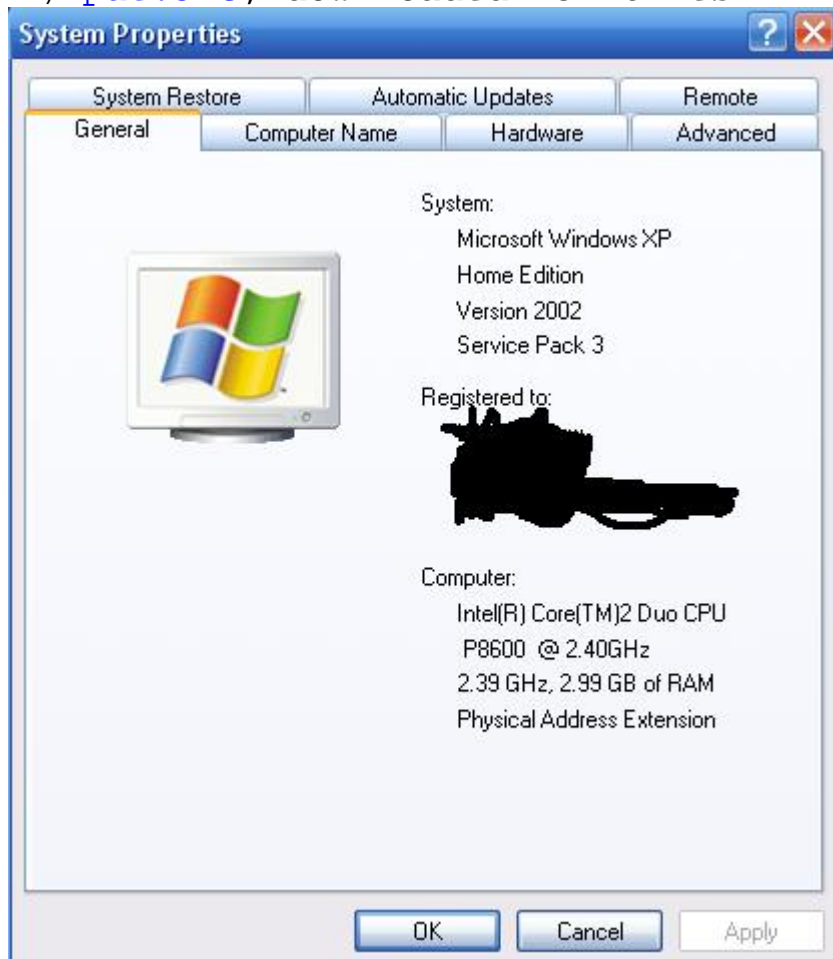 System Properties
System Restore
Automatic Updates
Remote
General
Computer Name
Hardware
Advanced
System:
Microsoft Windows XP
Home Edition
Version 2002
Service Pack 3
Registered to:
Computer:
Intel(R) Core(TM)2 Duo CPU
P8600 @ 2.40GHz
2.39 GHz, 2.99 GB of RAM
Physical Address Extension
OK
Cancel
Apply